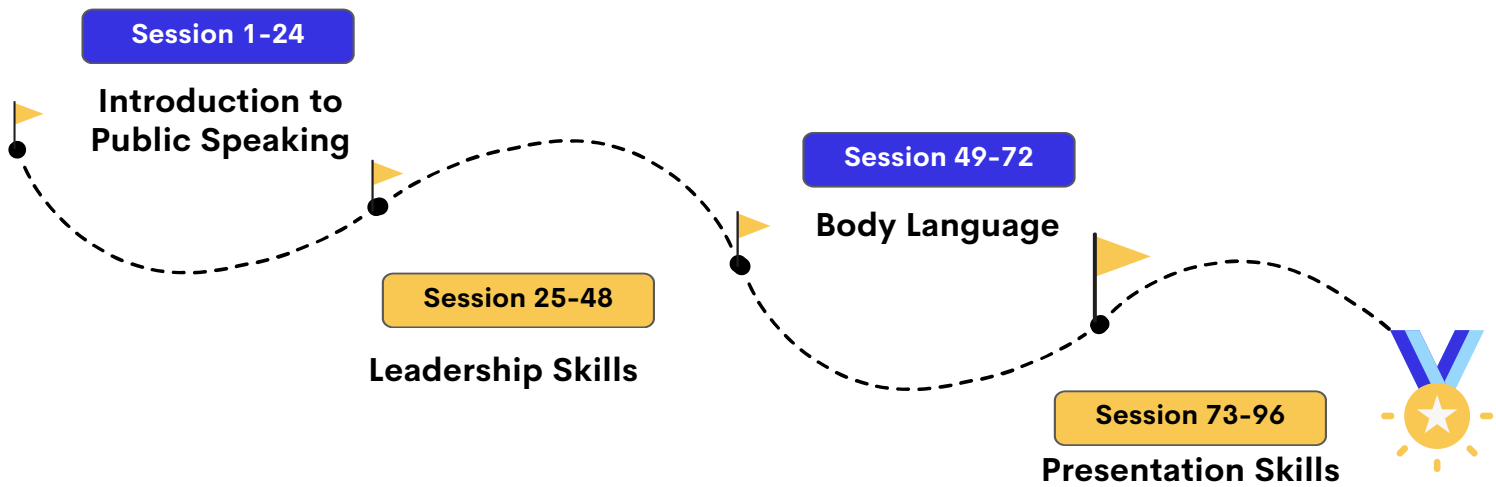 Session 1-24
Introduction to
Public Speaking
Session 25-48
Leadership Skills
Session 49-72
Body Language
Session 73-96
Presentation Skills